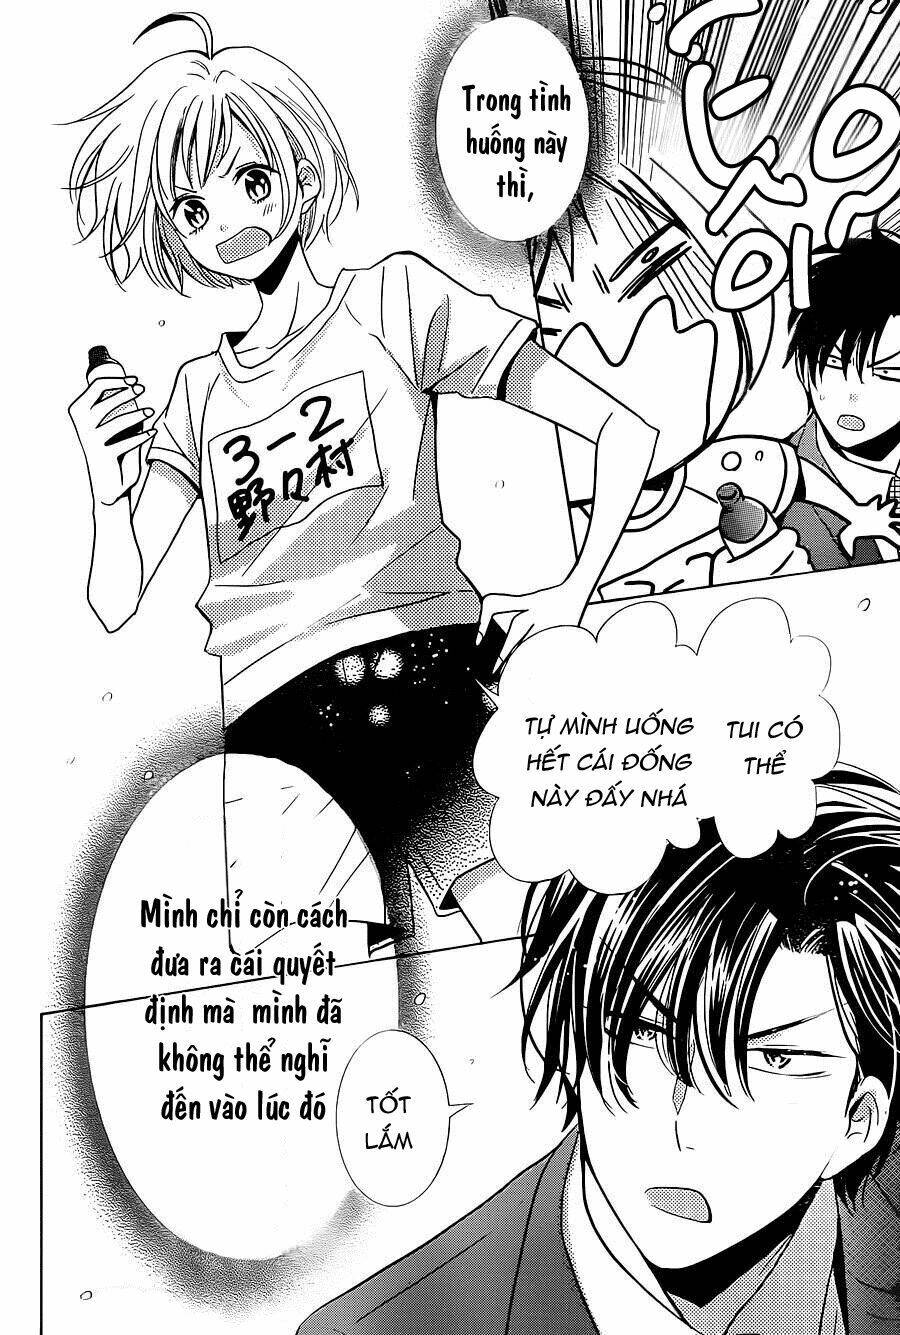 Trong tình
huống này
thì,
3-2
野々村
TUI CÓ
THỂ
TỰ MÌNH UỐNG
HẾT CÁI ĐỐNG
NÀY ĐẤY NHÁ
Mình chỉ còn cách
đưa ra cái quyết
định mà mình đã
không thể nghĩ
đến vào lúc đó
TỐT
LẮM